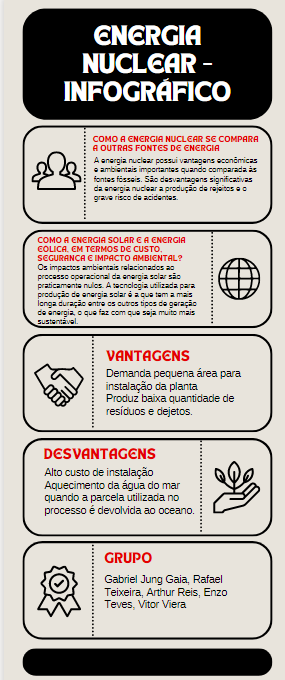 ENERGIA
NUCLEAR -
INFOGRÁFICO
COMO A ENERGIA NUCLEAR SE COMPARA
A OUTRAS FONTES DE ENERGIA
A energia nuclear possui vantagens econômicas
e ambientais importantes quando comparada às
fontes fósseis. São desvantagens significativas
da energia nuclear a produção de rejeitos e o
grave risco de acidentes.
COMO A ENERGIA SOLAR E A ENERGIA
EÓLICA, EM TERMOS DE CUSTO,
SEGURANÇA E IMPACTO AMBIENTAL?
Os impactos ambientais relacionados ao
processo operacional da energia solar são
praticamente nulos. A tecnologia utilizada para
produção de energia solar é a que tem a mais
longa duração entre os outros tipos de geração
de energia, o que faz com que seja muito mais
sustentável.
VANTAGENS
Demanda pequena área para
instalação da planta
Produz baixa quantidade de
resíduos e dejetos.
DESVANTAGENS
Alto custo de instalação
Aquecimento da água do mar
quando a parcela utilizada no
processo é devolvida ao oceano.
GRUPO
Gabriel Jung Gaia, Rafael
Teixeira, Arthur Reis, Enzo
Teves, Vitor Viera